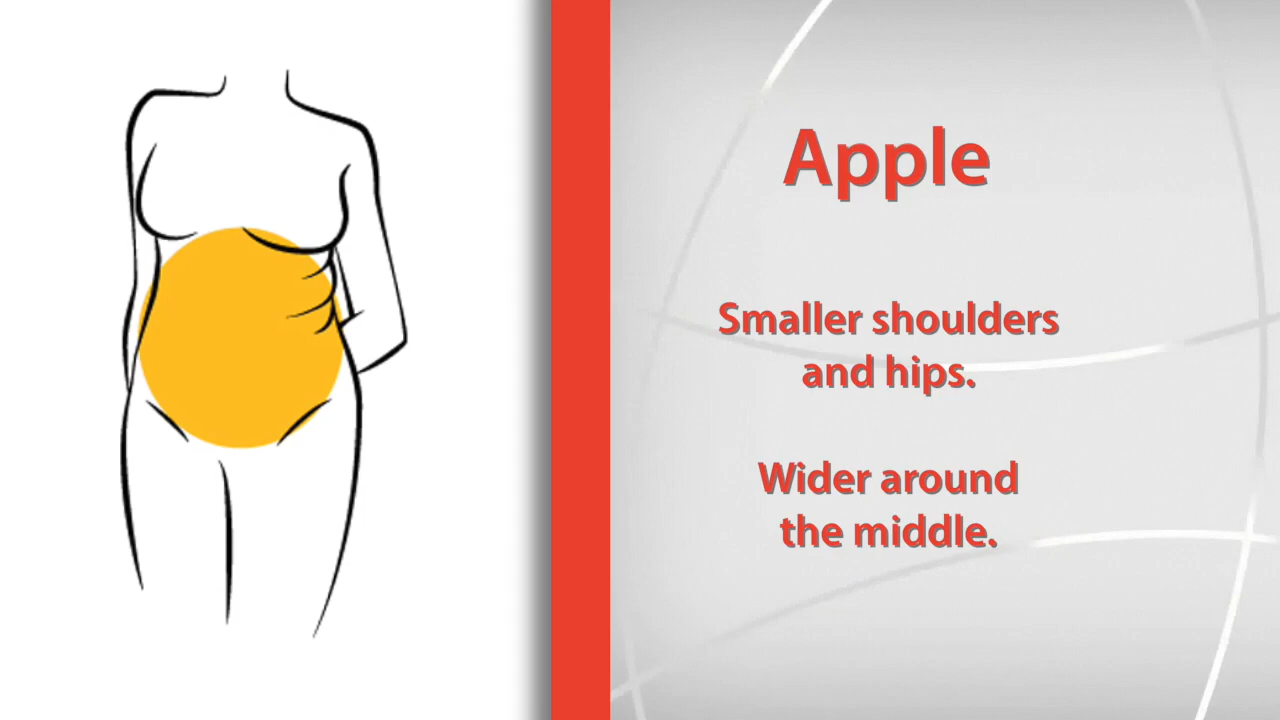 Apple
Smaller shoulders
and hips.
Wider around
the middle.